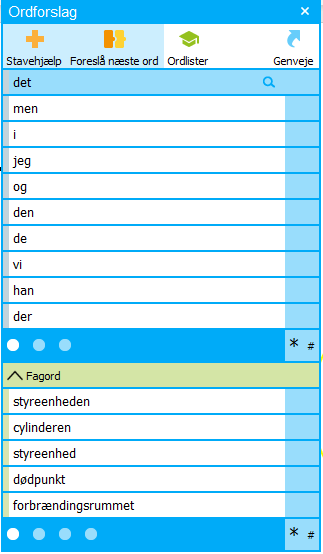 Ordforslag ×
Stavehjælp Foreslå næste ord Ordlister Genveje
det
men
i
jeg
og
den
de
vi
han
der
* #
Fagord
styreenheden
cylinderen
styreenhed
dødpunkt
forbrændingsrummet
* #